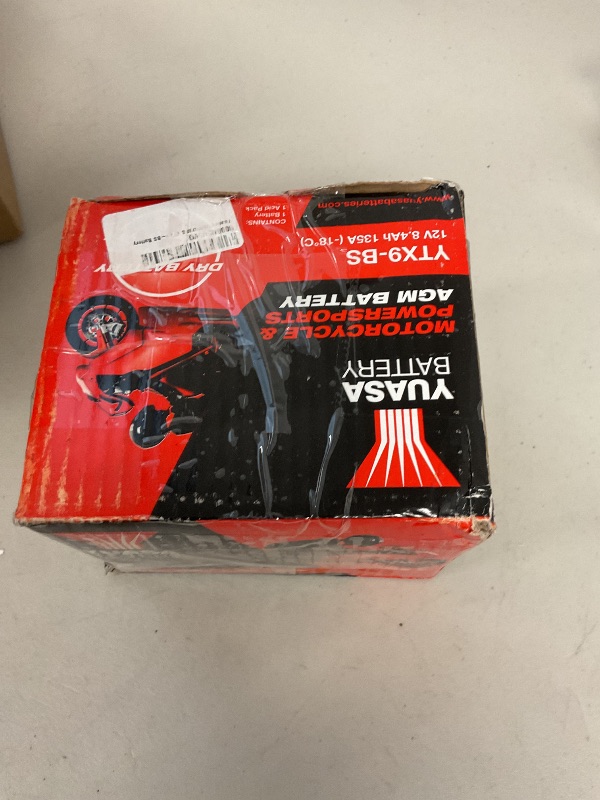 YUASA
BATTERY
MOTORCYCLE &
POWERSPORTS
AGM BATTERY
YTX9-BS
12V 8,4Ah 135A (-18°C)
www.yuasabatteries.com
DRY BATTERY
CONTAINS:
1 Battery
1 Acid Pack